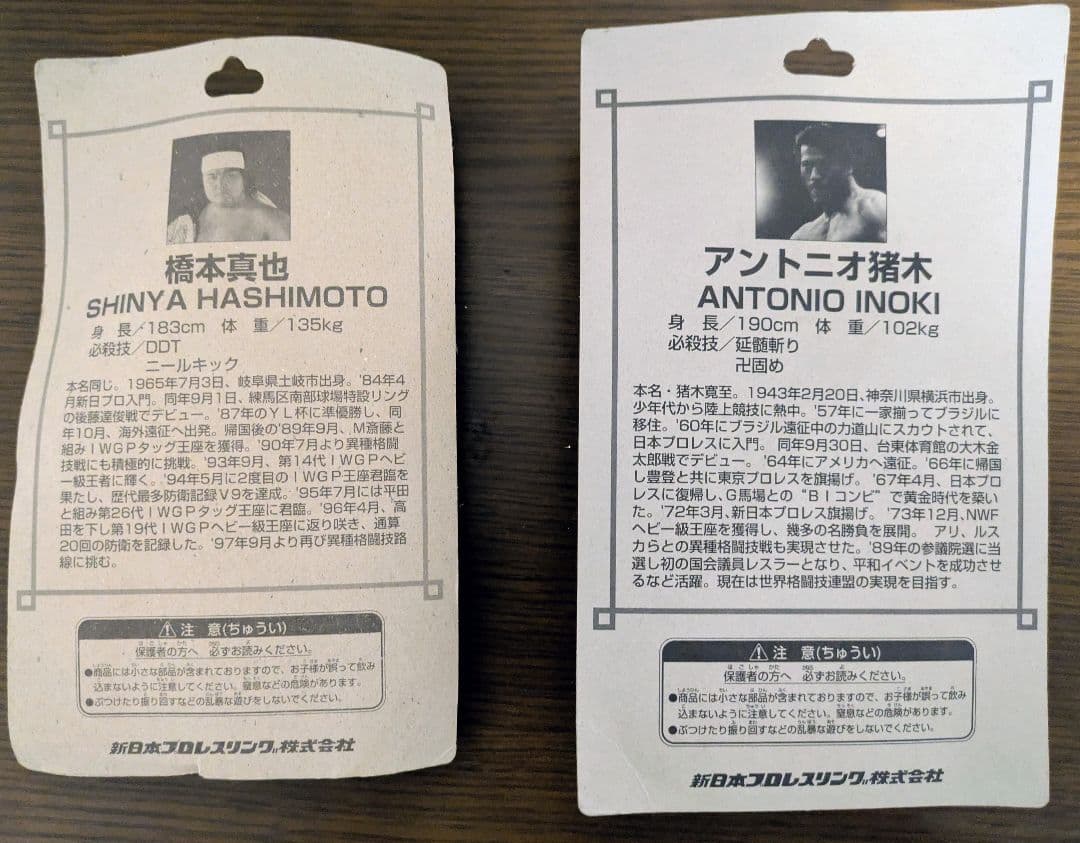 橋本真也
SHINYA HASHIMOTO
身 長/183cm 体 重/135kg
必殺技/DDT
ニールキック
本名同じ。1965年7月3日、岐阜県土岐市出身。'84年4
月新日プロ入門。同年9月1日、練馬区南部球場特設リング
の後藤達俊戦でデビュー。'87年のYL杯に準優勝し、同
年10月、海外遠征へ出発。帰国後の'89年9月、M斎藤と
組みIWGPタッグ王座を獲得。'90年7月より異種格闘
技戦にも積極的に挑戦。'93年9月、第14代IWGPヘビ
ー級王者に輝く。'94年5月に2度目のIWGP王座君臨を
果たし、歴代最多防衛記録V9を達成。'95年7月には平田
と組み第26代IWGPタッグ王座に君臨。'96年4月、高
田を下し第19代IWGPヘビー級王座に返り咲き、通算
20回の防衛を記録した。'97年9月より再び異種格闘技路
線に挑む。
注 意(ちゅうい)
保護者の方へ 必ずお読みください。
●商品には小さな部品が含まれておりますので、お子様が誤って飲み
込まないように注意してください。窒息などの危険があります。
●ぶつけたり振り回すなどの乱暴な遊びをしないでください。
新日本プロレスリング株式会社
アントニオ猪木
ANTONIO INOKI
身 長/190cm 体 重/102kg
必殺技/延髄斬り
卍固め
本名・猪木寛至。1943年2月20日、神奈川県横浜市出身。
少年代から陸上競技に熱中。'57年に一家揃ってブラジルに
移住。'60年にブラジル遠征中の力道山にスカウトされて、
日本プロレスに入門。同年9月30日、台東体育館の大木金
太郎戦でデビュー。'64年にアメリカへ遠征。'66年に帰国
し豊登と共に東京プロレスを旗揚げ。'67年4月、日本プロ
レスに復帰し、G馬場との"BIコンビ"で黄金時代を築い
た。'72年3月、新日本プロレス旗揚げ。'73年12月、NWF
ヘビー級王座を獲得し、幾多の名勝負を展開。 アリ、ルス
カらとの異種格闘技戦も実現させた。'89年の参議院選に当
選し初の国会議員レスラーとなり、平和イベントを成功させ
るなど活躍。現在は世界格闘技連盟の実現を目指す。
注 意(ちゅうい)
保護者の方へ 必ずお読みください。
●商品には小さな部品が含まれておりますので、お子様が誤って飲み
込まないように注意してください。窒息などの危険があります。
●ぶつけたり振り回すなどの乱暴な遊びをしないでください。
新日本プロレスリング株式会社